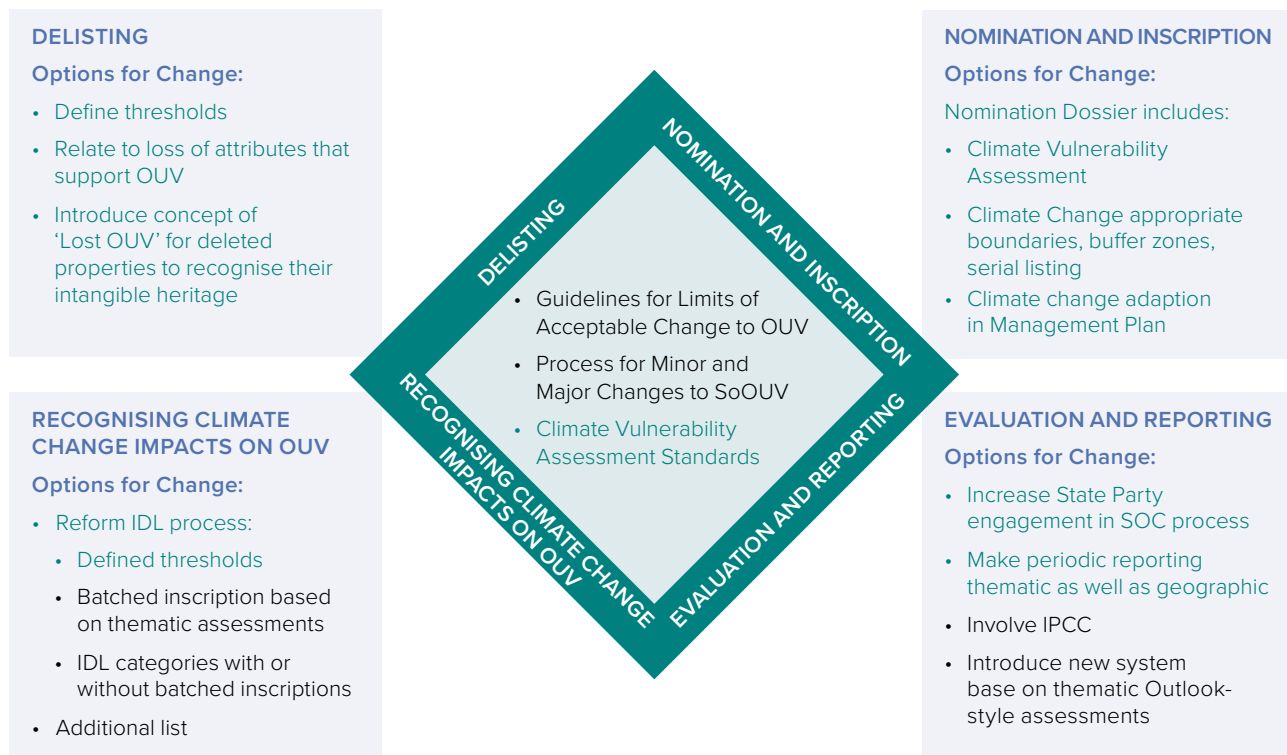 DELISTING
Options for Change:
• Define thresholds
• Relate to loss of attributes that
support OUV
• Introduce concept of
‘Lost OUV’ for deleted
properties to recognise their
intangible heritage
NOMINATION AND INSCRIPTION
Options for Change:
Nomination Dossier includes:
• Climate Vulnerability
Assessment
• Climate Change appropriate
boundaries, buffer zones,
serial listing
• Climate change adaption
in Management Plan
DELISTING
NOMINATION AND INSCRIPTION
• Guidelines for Limits of
Acceptable Change to OUV
• Process for Minor and
Major Changes to SoOUV
• Climate Vulnerability
Assessment Standards
RECOGNISING CLIMATE CHANGE
IMPACTS ON OUV
EVALUATION AND REPORTING
RECOGNISING CLIMATE
CHANGE IMPACTS ON OUV
Options for Change:
• Reform IDL process:
• Defined thresholds
• Batched inscription based
on thematic assessments
• IDL categories with or
without batched inscriptions
• Additional list
EVALUATION AND REPORTING
Options for Change:
• Increase State Party
engagement in SOC process
• Make periodic reporting
thematic as well as geographic
• Involve IPCC
• Introduce new system
base on thematic Outlook-
style assessments